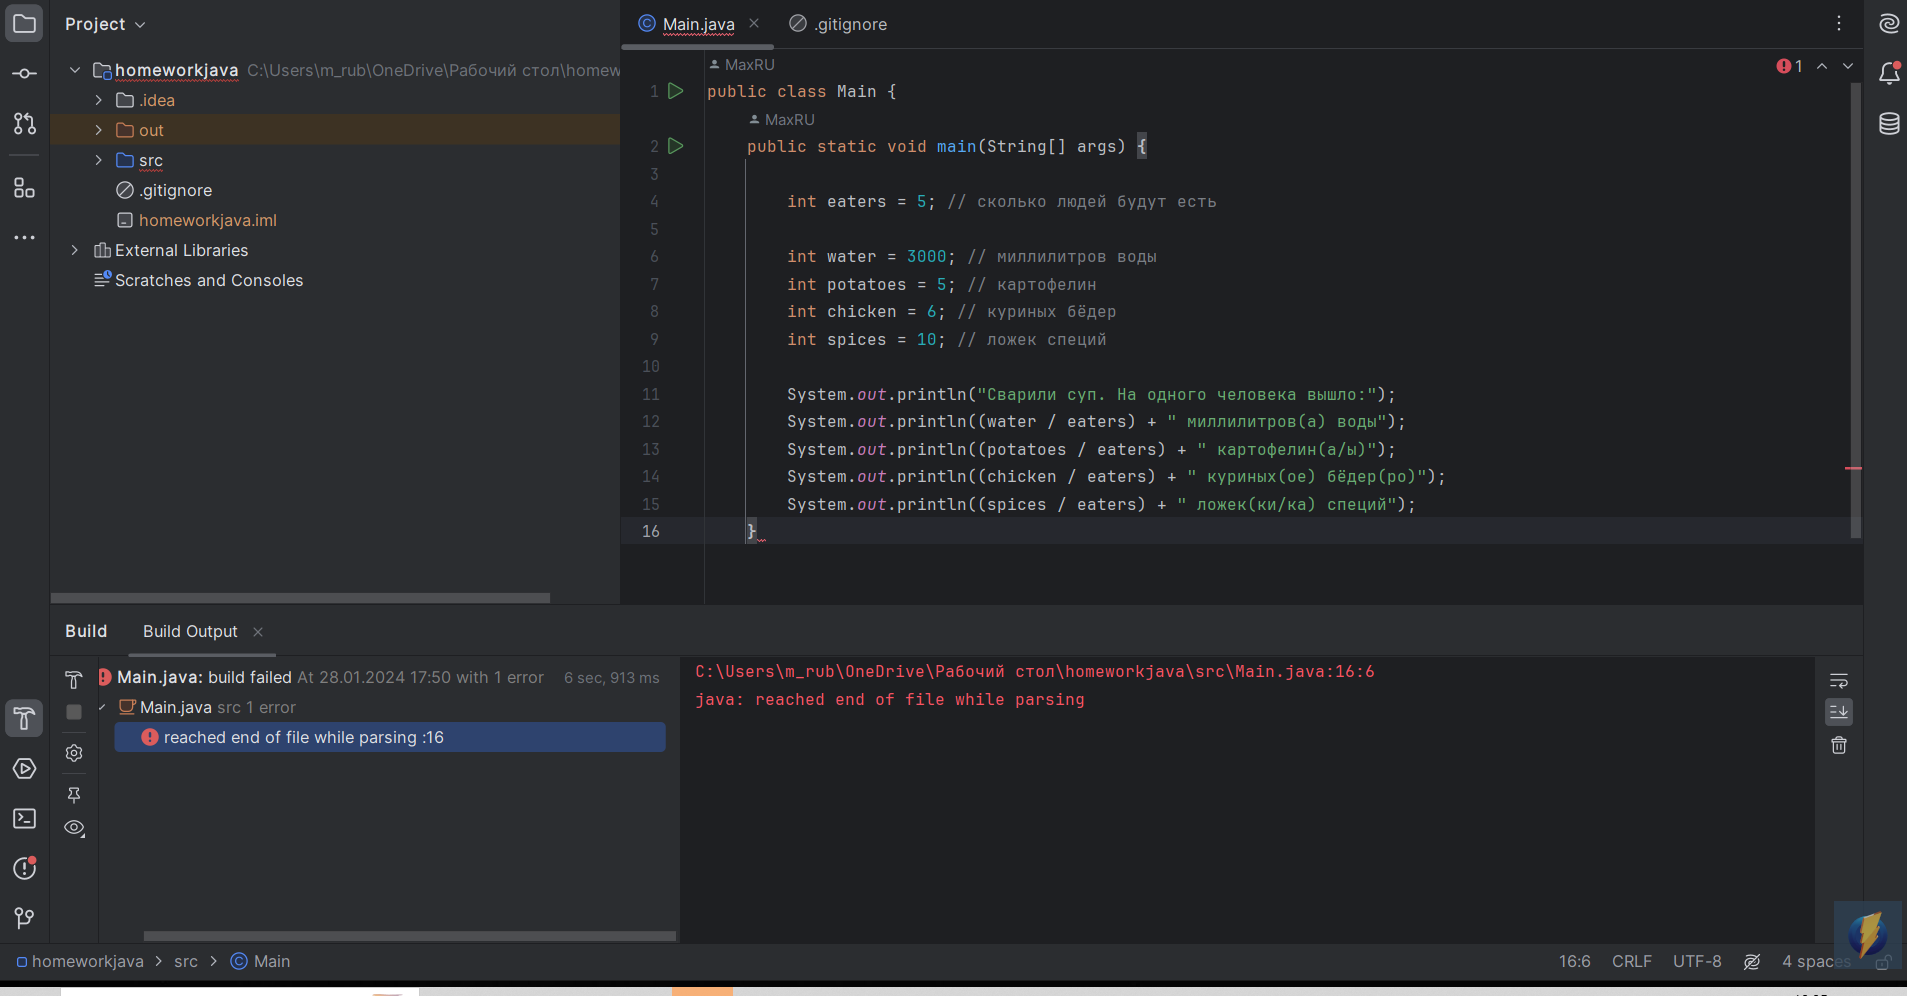 Project
Main.java
.gitignore
homeworkjava C:\Users\m_rub\OneDrive\Рабочий стол\homew
.idea
out
src
.gitignore
homeworkjava.iml
External Libraries
Scratches and Consoles
MaxRU
1
1 public class Main {
MaxRU
2 public static void main(String[] args) {
3
4 int eaters = 5; // сколько людей будут есть
5
6 int water = 3000; // миллилитров воды
7 int potatoes = 5; // картофелин
8 int chicken = 6; // куриных бёдер
9 int spices = 10; // ложек специй
10
11 System.out.println("Сварили суп. На одного человека вышло:");
12 System.out.println((water / eaters) + " миллилитров(а) воды");
13 System.out.println((potatoes / eaters) + " картофелин(а/ы)");
14 System.out.println((chicken / eaters) + " куриных(ое) бёдер(ро)");
15 System.out.println((spices / eaters) + " ложек(ки/ка) специй");
16 }
Build Build Output
Main.java: build failed At 28.01.2024 17:50 with 1 error 6 sec, 913 ms
Main.java src 1 error
reached end of file while parsing :16
C:\Users\m_rub\OneDrive\Рабочий стол\homeworkjava\src\Main.java:16:6
java: reached end of file while parsing
homeworkjava > src > Main
16:6 CRLF UTF-8 4 spaces